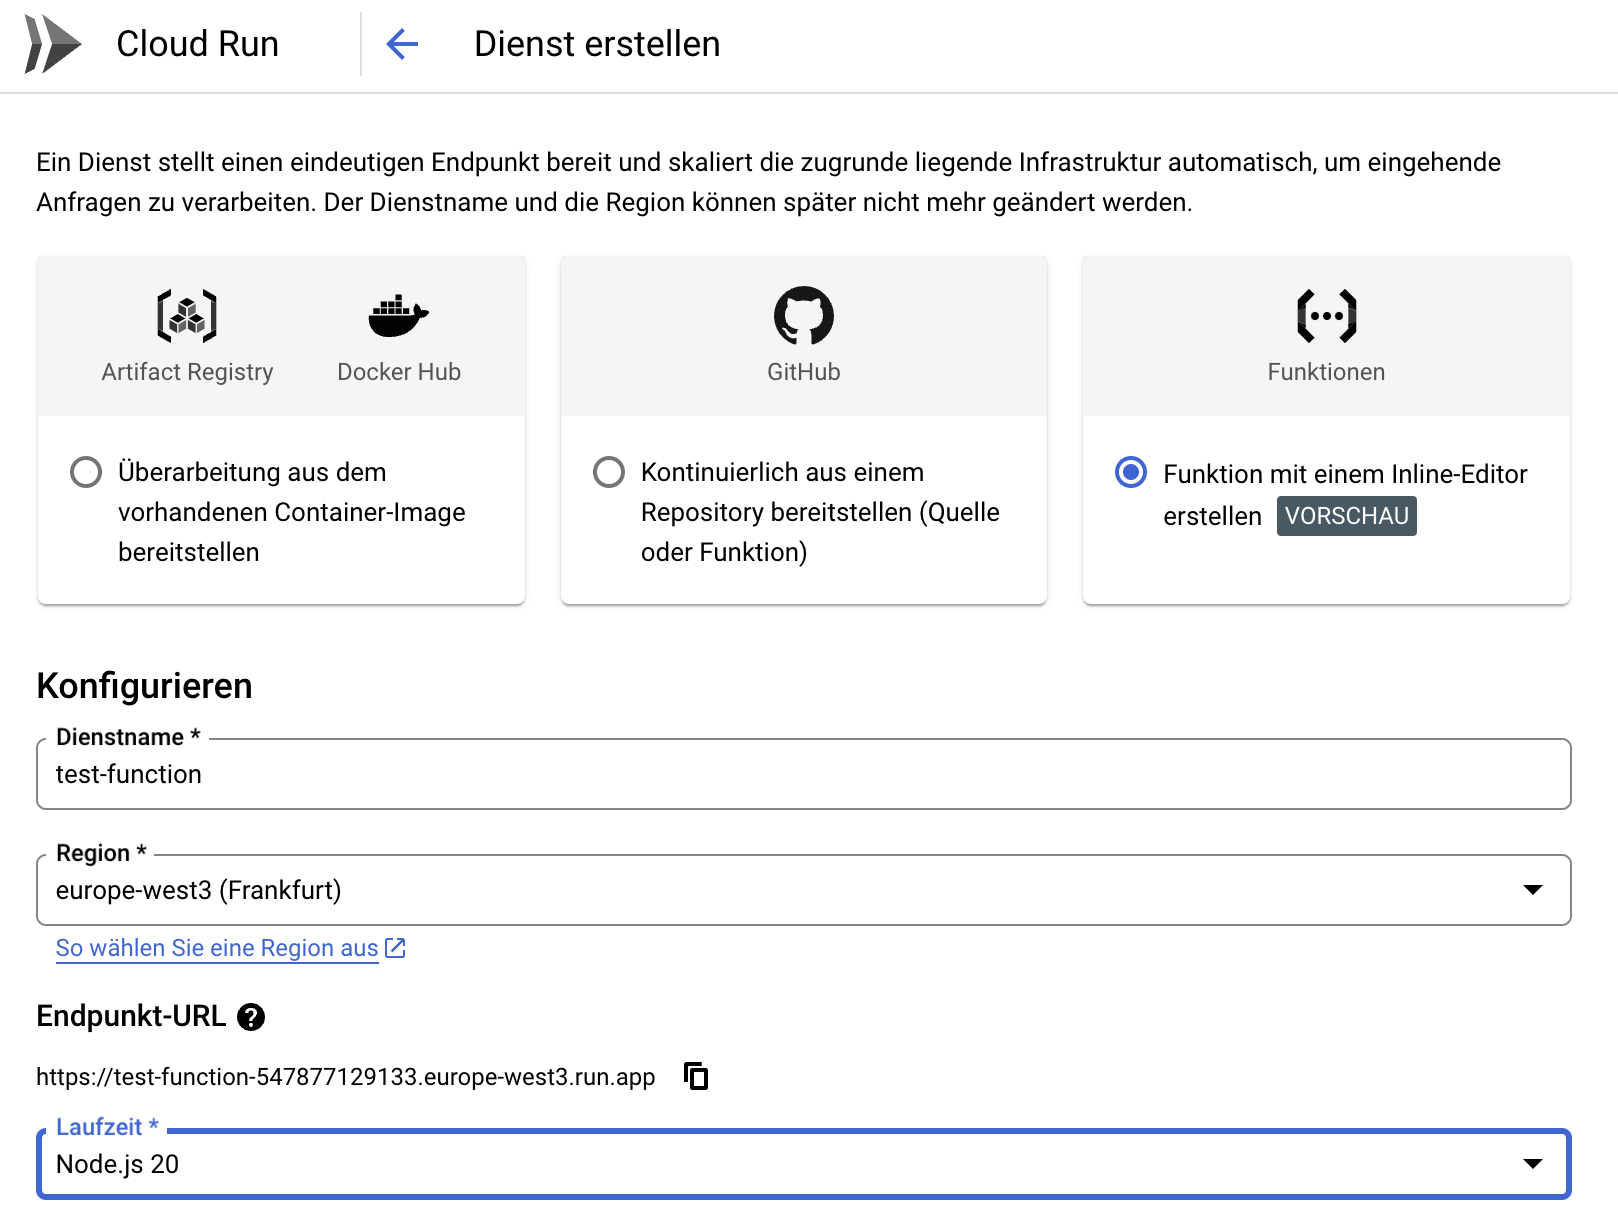 Cloud Run
Dienst erstellen
Ein Dienst stellt einen eindeutigen Endpunkt bereit und skaliert die zugrunde liegende Infrastruktur automatisch, um eingehende
Anfragen zu verarbeiten. Der Dienstname und die Region können später nicht mehr geändert werden.
Artifact Registry
Docker Hub
Überarbeitung aus dem
vorhandenen Container-Image
bereitstellen
GitHub
Kontinuierlich aus einem
Repository bereitstellen (Quelle
oder Funktion)
Funktionen
Funktion mit einem Inline-Editor
erstellen VORSCHAU
Konfigurieren
Dienstname *
test-function
Region *
europe-west3 (Frankfurt)
So wählen Sie eine Region aus
Endpunkt-URL
https://test-function-547877129133.europe-west3.run.app
Laufzeit *
Node.js 20